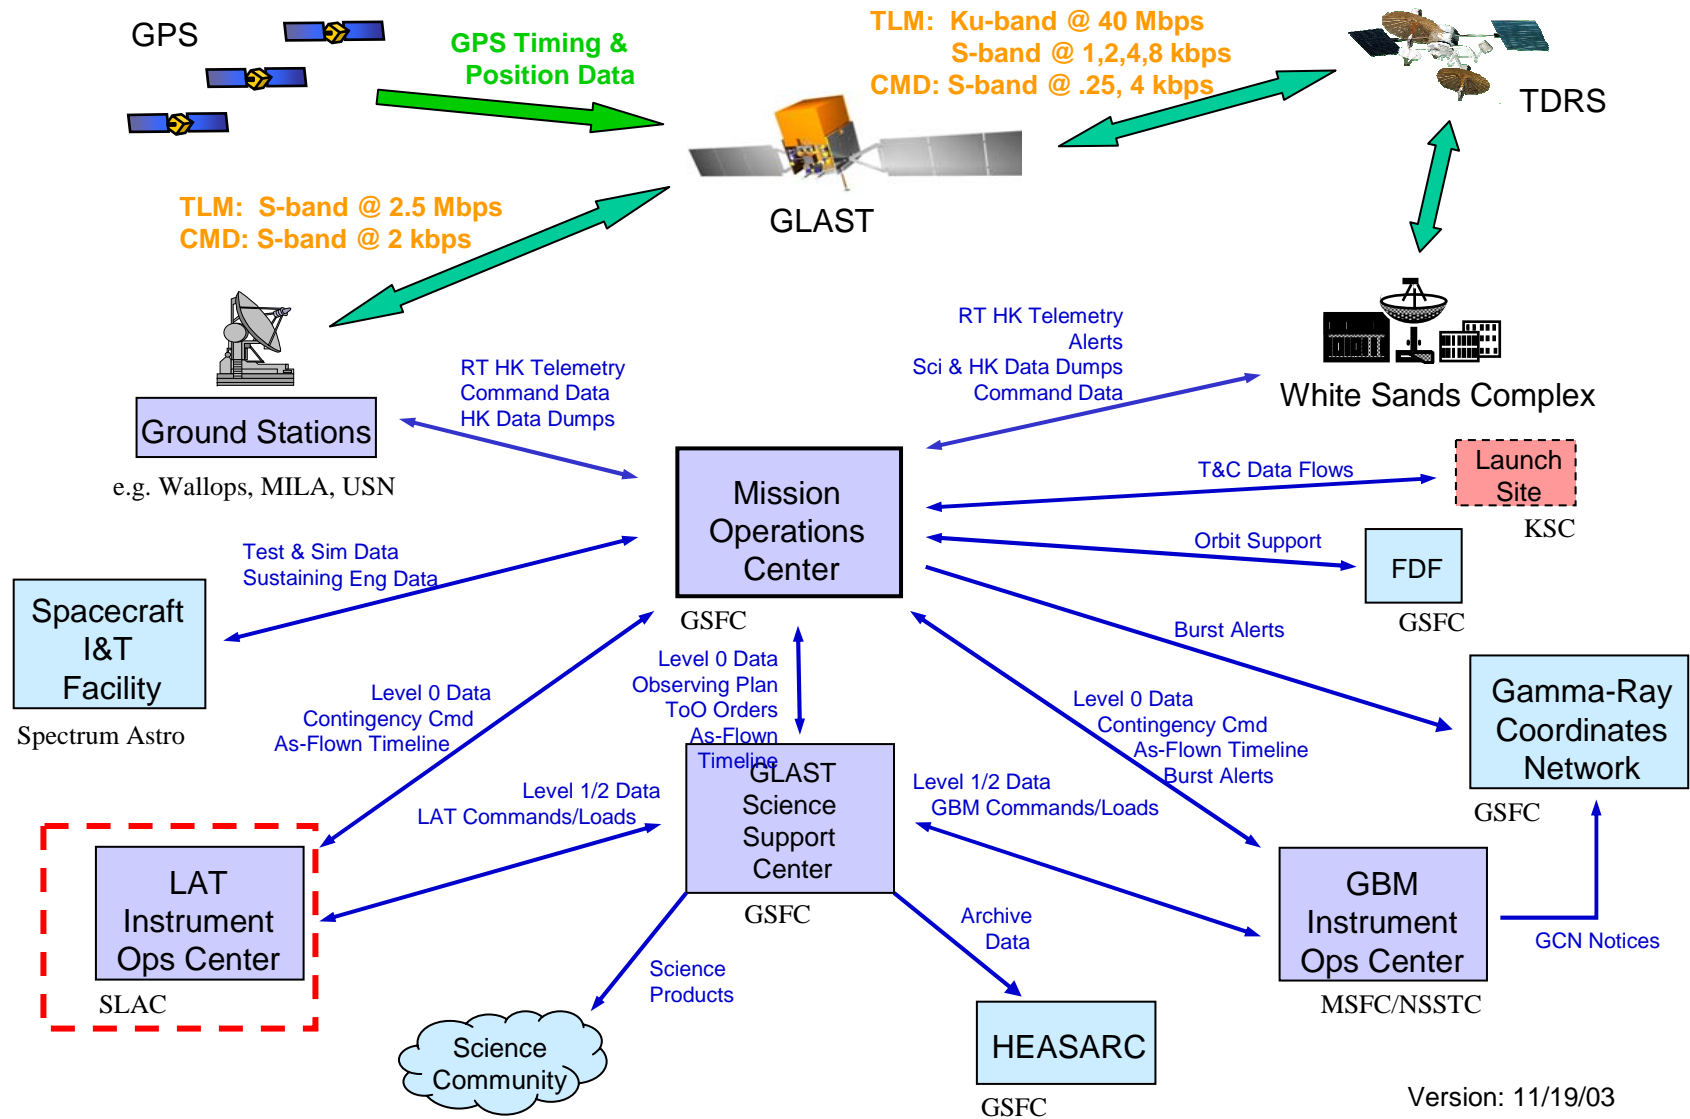 GPS
GPS Timing &
Position Data
TLM: Ku-band @ 40 Mbps
S-band @ 1,2,4,8 kbps
CMD: S-band @ .25, 4 kbps
TDRS
GLAST
TLM: S-band @ 2.5 Mbps
CMD: S-band @ 2 kbps
RT HK Telemetry
Alerts
Sci & HK Data Dumps
Command Data
White Sands Complex
RT HK Telemetry
Command Data
HK Data Dumps
Ground Stations
e.g. Wallops, MILA, USN
Mission
Operations
Center
GSFC
T&C Data Flows
Launch
Site
KSC
Orbit Support
FDF
GSFC
Test & Sim Data
Sustaining Eng Data
Spacecraft
I&T
Facility
Spectrum Astro
Burst Alerts
Gamma-Ray
Coordinates
Network
GSFC
Level 0 Data
Contingency Cmd
As-Flown Timeline
Level 0 Data
Observing Plan
ToO Orders
As-Flown
Timeline
Level 0 Data
Contingency Cmd
As-Flown Timeline
Burst Alerts
GLAST
Science
Support
Center
GSFC
Level 1/2 Data
LAT Commands/Loads
Level 1/2 Data
GBM Commands/Loads
LAT
Instrument
Ops Center
SLAC
GBM
Instrument
Ops Center
MSFC/NSSTC
GCN Notices
Science
Products
Archive
Data
Science
Community
HEASARC
GSFC
Version: 11/19/03